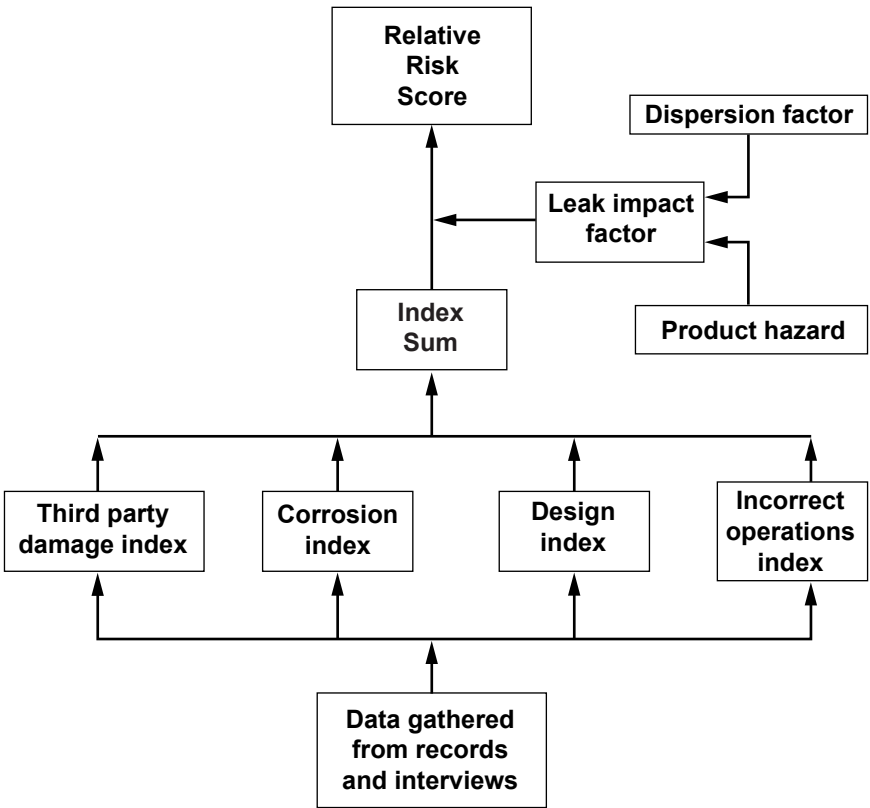 Relative
Risk
Score
Dispersion factor
Leak impact
factor
Product hazard
Index
Sum
Third party
damage index
Corrosion
index
Design
index
Incorrect
operations
index
Data gathered
from records
and interviews